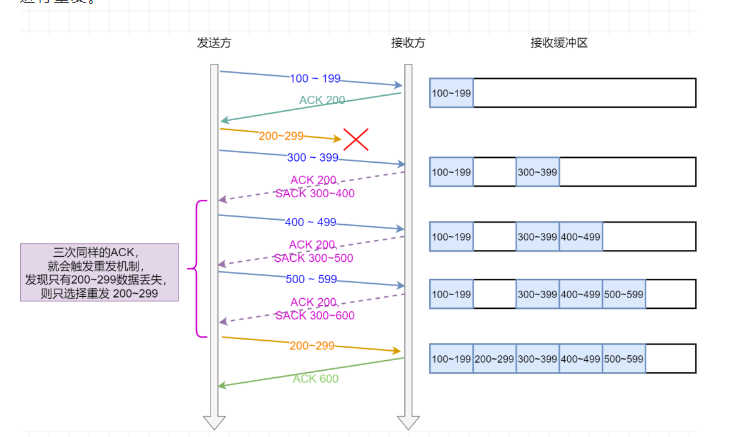 进行重发。
发送方
接收方
接收缓冲区
100 ~ 199
100~199
ACK 200
200~299
300 ~ 399
100~199
300~399
ACK 200,
SACK 300~400
400 ~ 499
100~199
300~399
400~499
ACK 200,
SACK 300~500
三次同样的ACK，
就会触发重发机制，
发现只有200~299数据丢失，
则只选择重发 200~299
500 ~ 599
100~199
300~399
400~499
500~599
ACK 200,
SACK 300~600
200~299
100~199
200~299
300~399
400~499
500~599
ACK 600